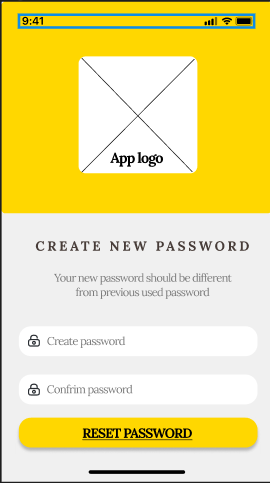 9:41
App logo
CREATE NEW PASSWORD
Your new password should be different
from previous used password
Create password
Confrim password
RESET PASSWORD